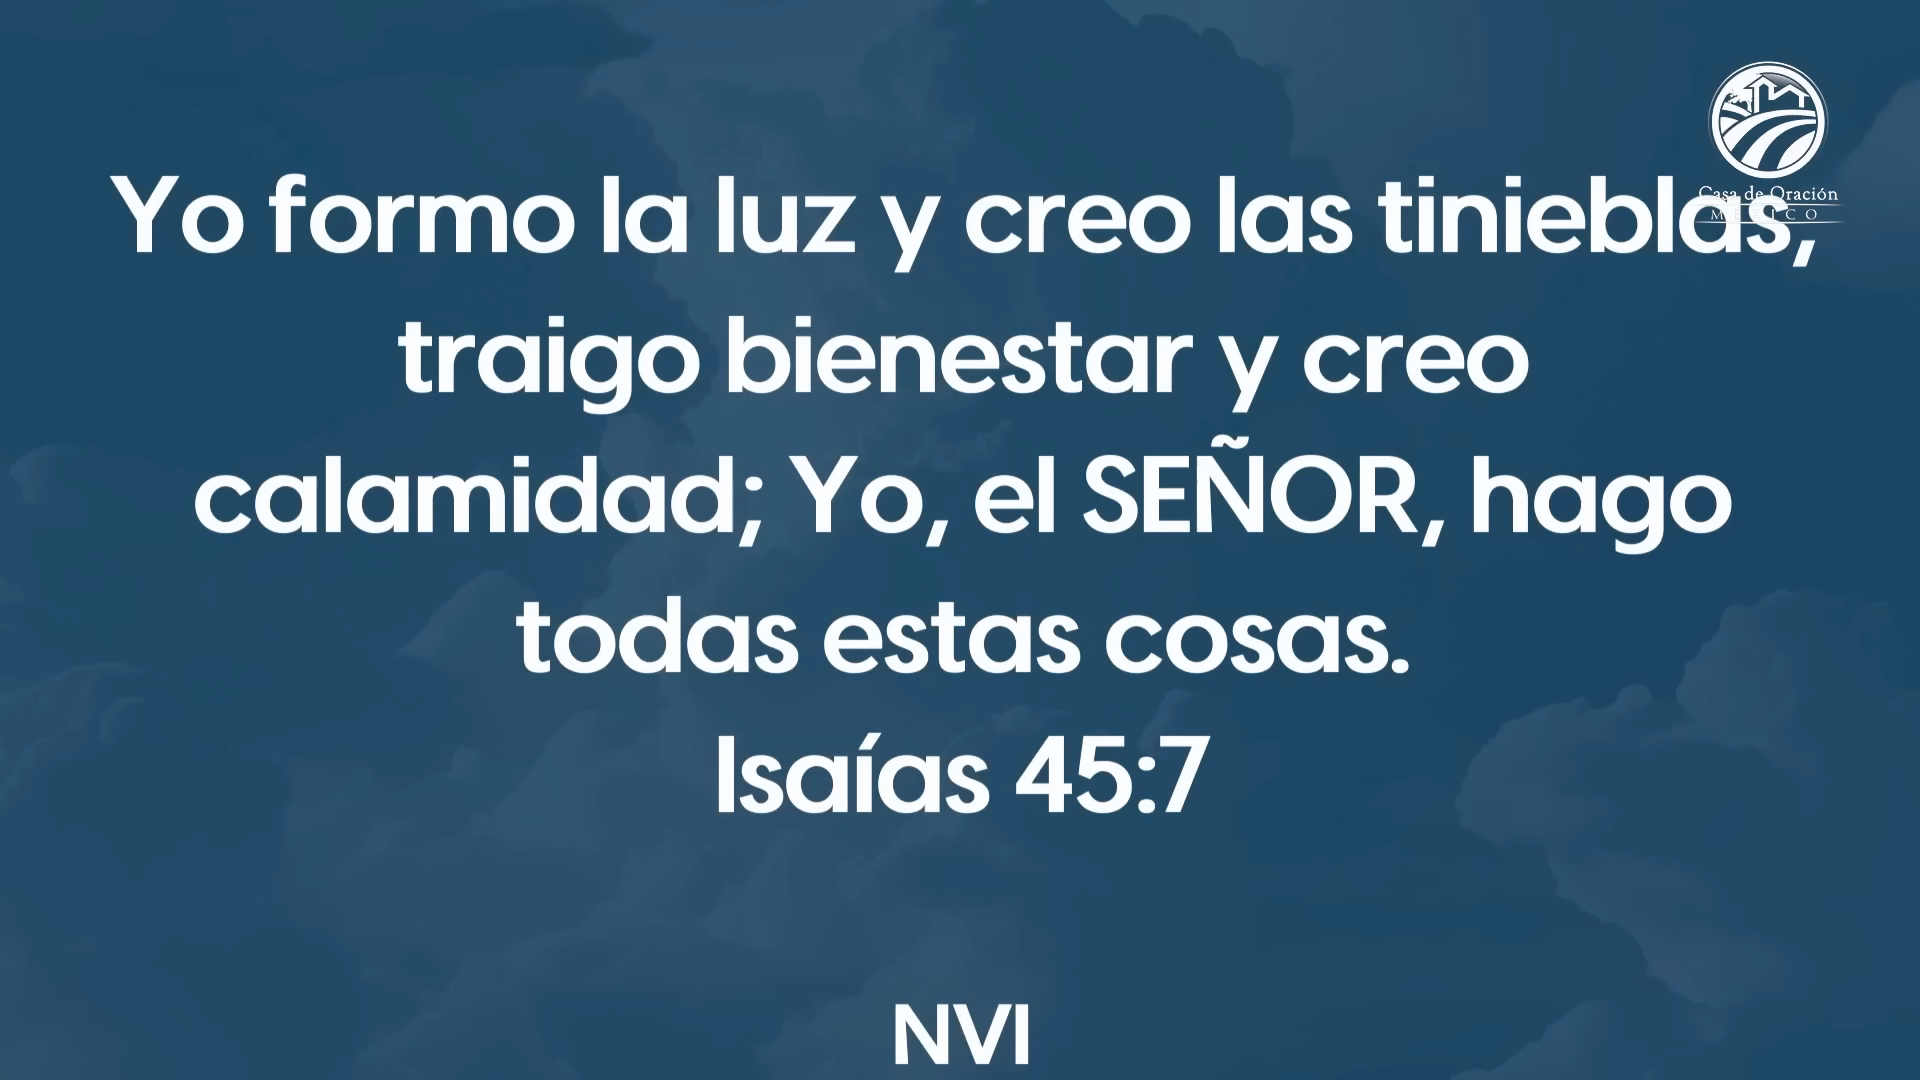 Casa de Oración
MÉXICO
Yo formo la luz y creo las tinieblas,
traigo bienestar y creo
calamidad; Yo, el SEÑOR, hago
todas estas cosas.
Isaías 45:7
NVI